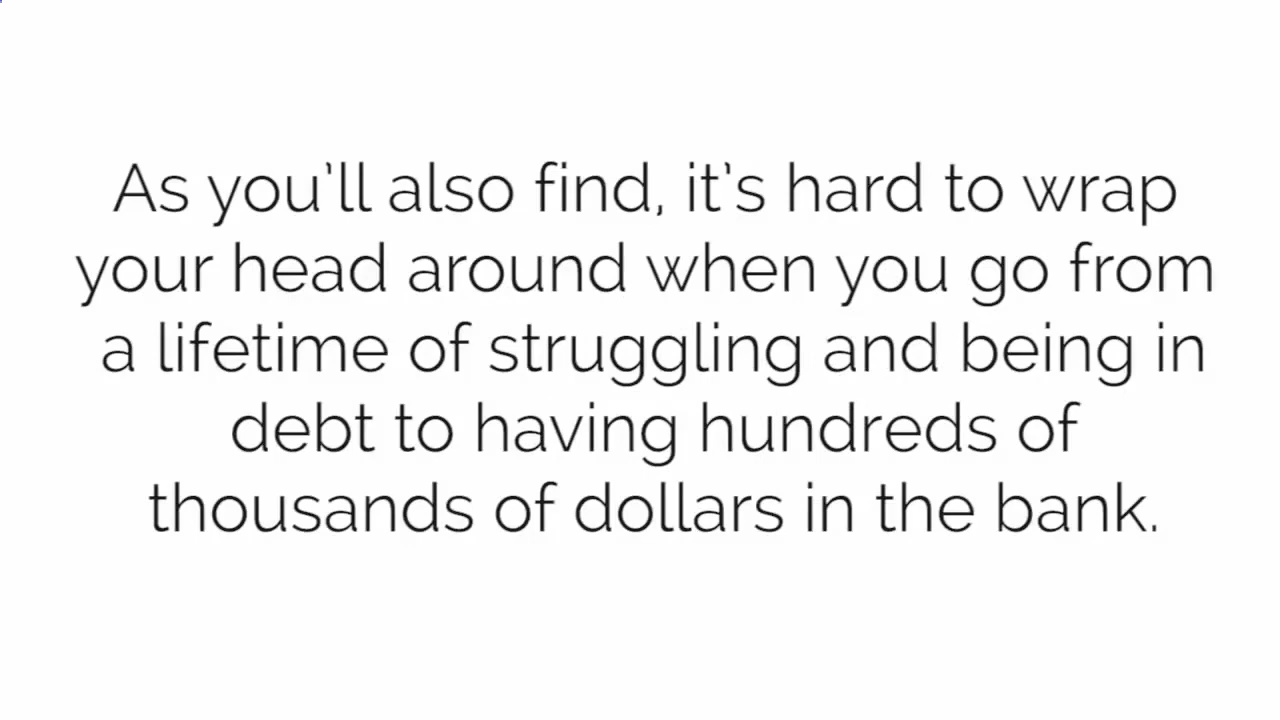 As you'll also find, it's hard to wrap
your head around when you go from
a lifetime of struggling and being in
debt to having hundreds of
thousands of dollars in the bank.